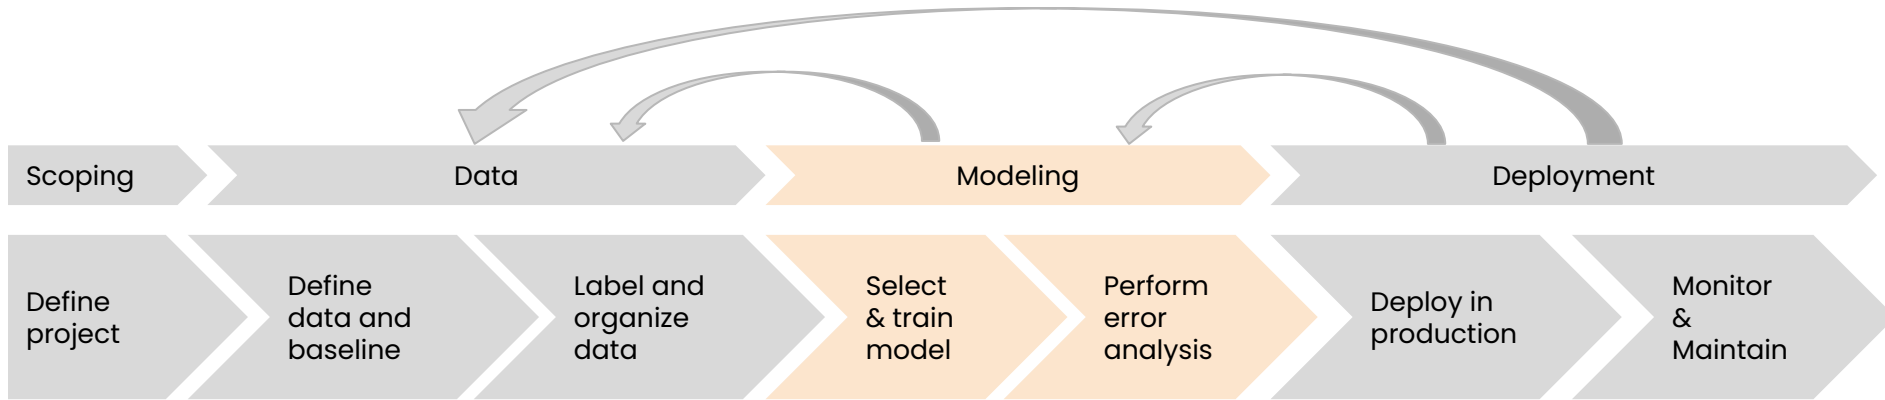 Scoping
Data
Modeling
Deployment
Define
project
Define
data and
baseline
Label and
organize
data
Select
& train
model
Perform
error
analysis
Deploy in
production
Monitor
&
Maintain